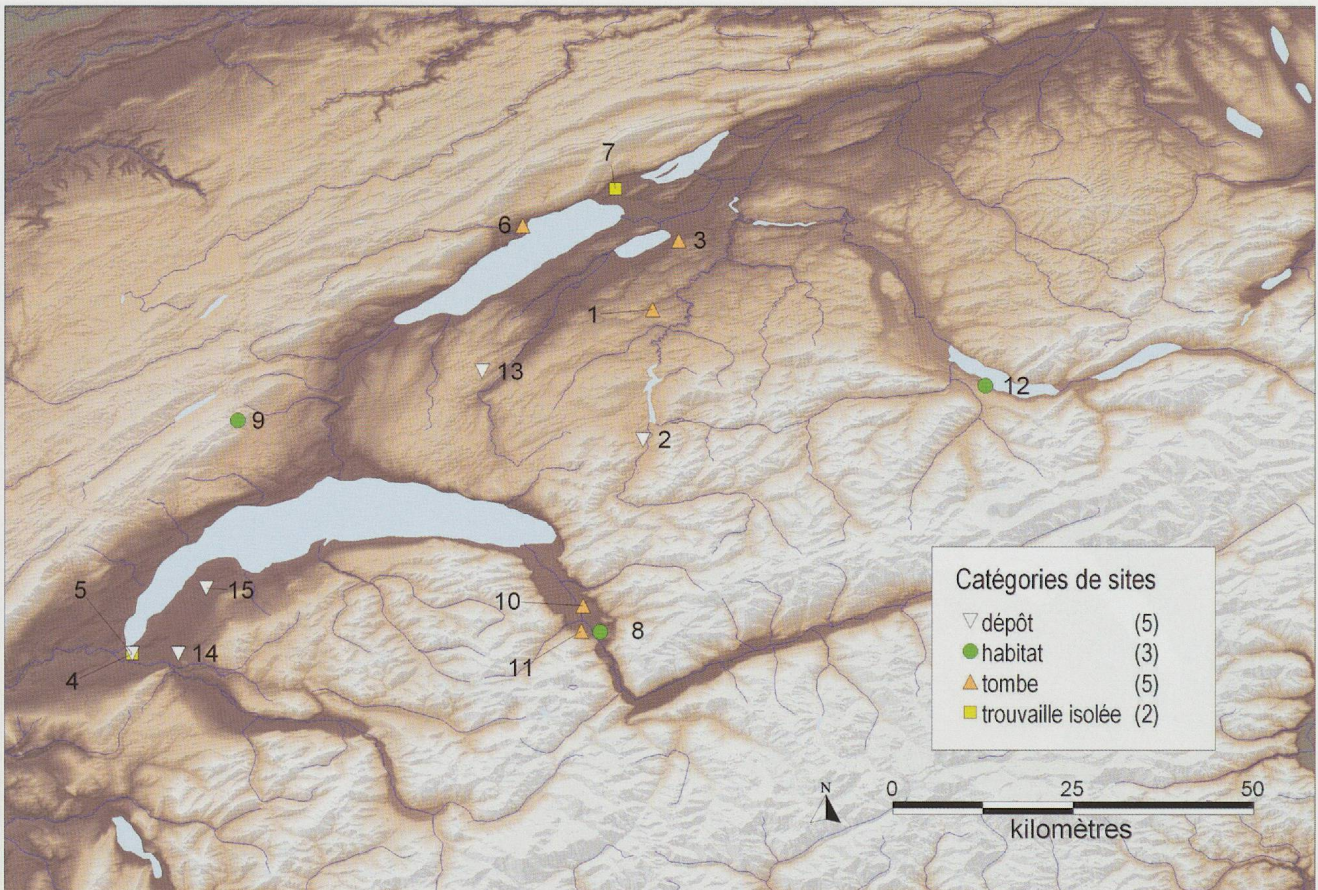 7
6
3
1
13
12
9
2
5
15
10
8
14
11
4
Catégories de sites
dépôt (5)
habitat (3)
tombe (5)
trouvaille isolée (2)
N
0 25 50
kilomètres